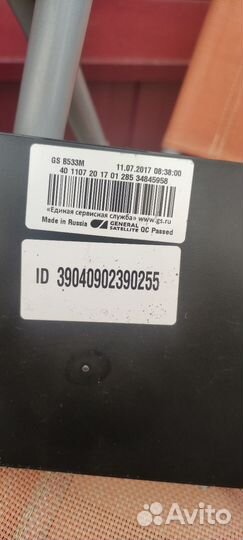 GS B533M 11.07.2017 08:38:00
40 1107 20 17 01 285 34845958
«Единая сервисная служба» www.gs.ru
Made in Russia GENERAL SATELLITE QC Passed
ID 39040902390255
Avito